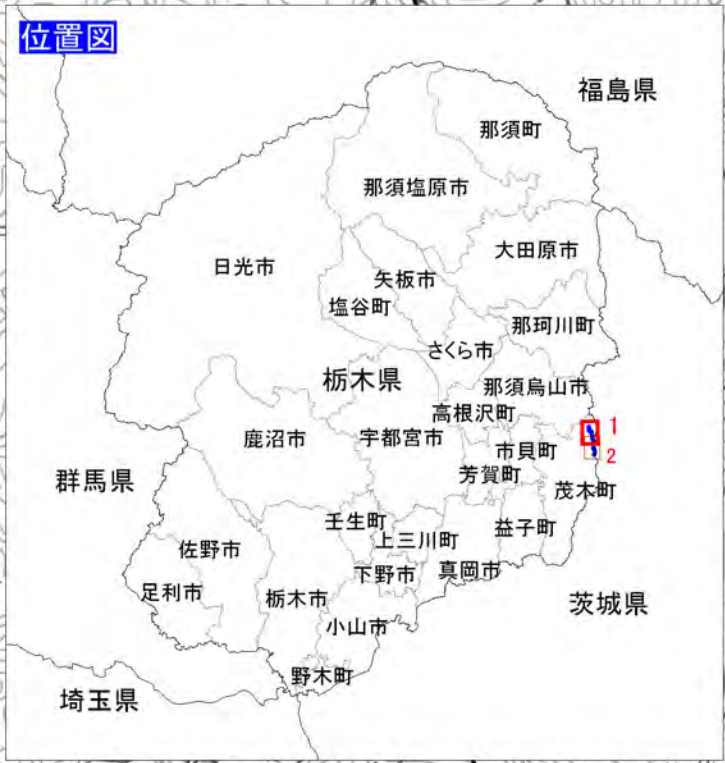 位置図
福島県
那須町
那須塩原市
大田原市
日光市
矢板市
塩谷町
那珂川町
さくら市
栃木県
那須烏山市
高根沢町
1
鹿沼市
宇都宮市
市貝町
2
群馬県
芳賀町
茂木町
壬生町
益子町
上三川町
佐野市
下野市
真岡市
足利市
栃木市
茨城県
小山市
野木町
埼玉県